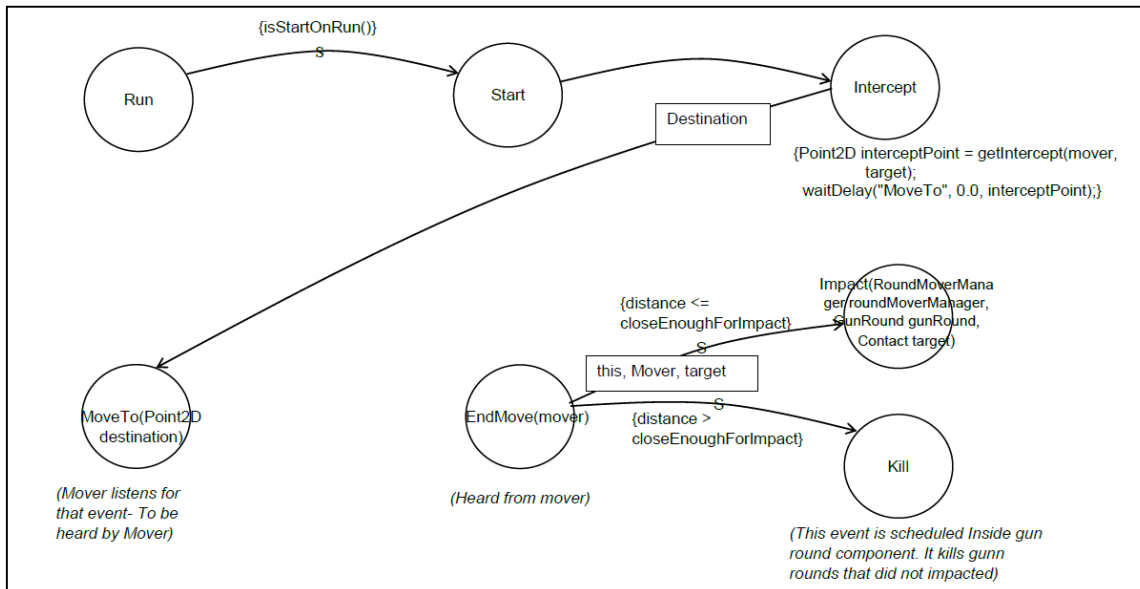 {isStartOnRun()}
S
Run
Start
Intercept
Destination
{Point2D interceptPoint = getIntercept(mover,
target);
waitDelay("MoveTo", 0.0, interceptPoint);}
Impact(RoundMoverMana
ger roundMoverManager,
GunRound gunRound,
Contact target)
{distance <=
closeEnoughForImpact}
S
this, Mover, target
MoveTo(Point2D
destination)
EndMove(mover)
S
{distance >
closeEnoughForImpact}
Kill
(Mover listens for
that event- To be
heard by Mover)
(Heard from mover)
(This event is scheduled Inside gun
round component. It kills gunn
rounds that did not impacted)